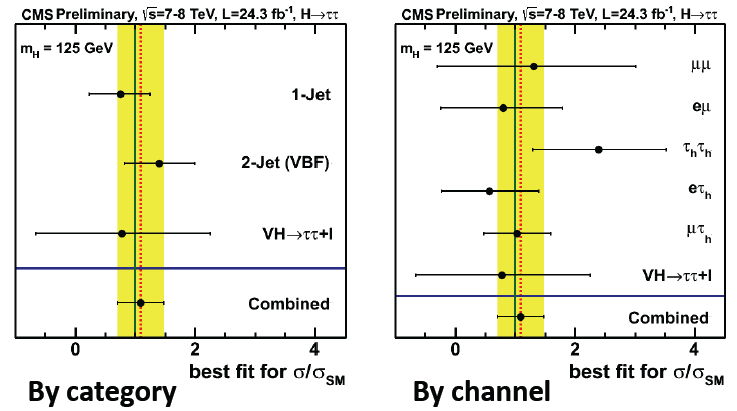 CMS Preliminary, √s=7-8 TeV, L=24.3 fb⁻¹, H→ττ
m_H = 125 GeV
1-Jet
2-Jet (VBF)
VH→ττ+l
Combined
0 2 4
best fit for σ/σ_SM
By category
CMS Preliminary, √s=7-8 TeV, L=24.3 fb⁻¹, H→ττ
m_H = 125 GeV
μμ
eμ
τ_hτ_h
eτ_h
μτ_h
VH→ττ+l
Combined
0 2 4
best fit for σ/σ_SM
By channel